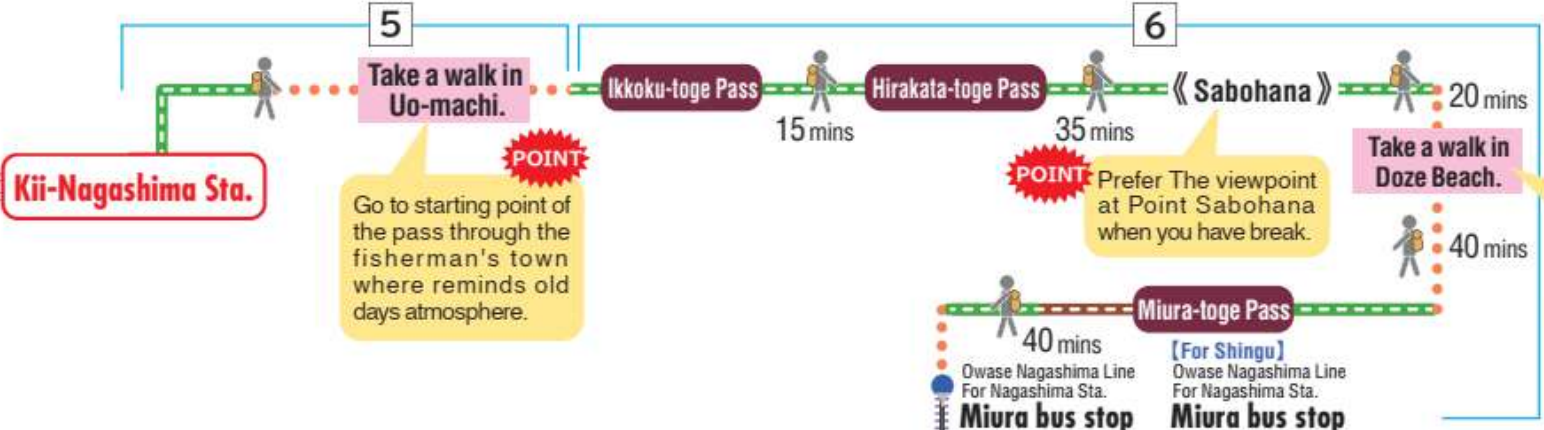 5
6
Kii-Nagashima Sta.
Take a walk in
Uo-machi.
POINT
Go to starting point of
the pass through the
fisherman's town
where reminds old
days atmosphere.
Ikkoku-toge Pass
15 mins
Hirakata-toge Pass
35 mins
《 Sabohana 》
POINT
Prefer The viewpoint
at Point Sabohana
when you have break.
20 mins
Take a walk in
Doze Beach.
40 mins
Miura-toge Pass
40 mins
Owase Nagashima Line
For Nagashima Sta.
Miura bus stop
【For Shingu】
Owase Nagashima Line
For Nagashima Sta.
Miura bus stop